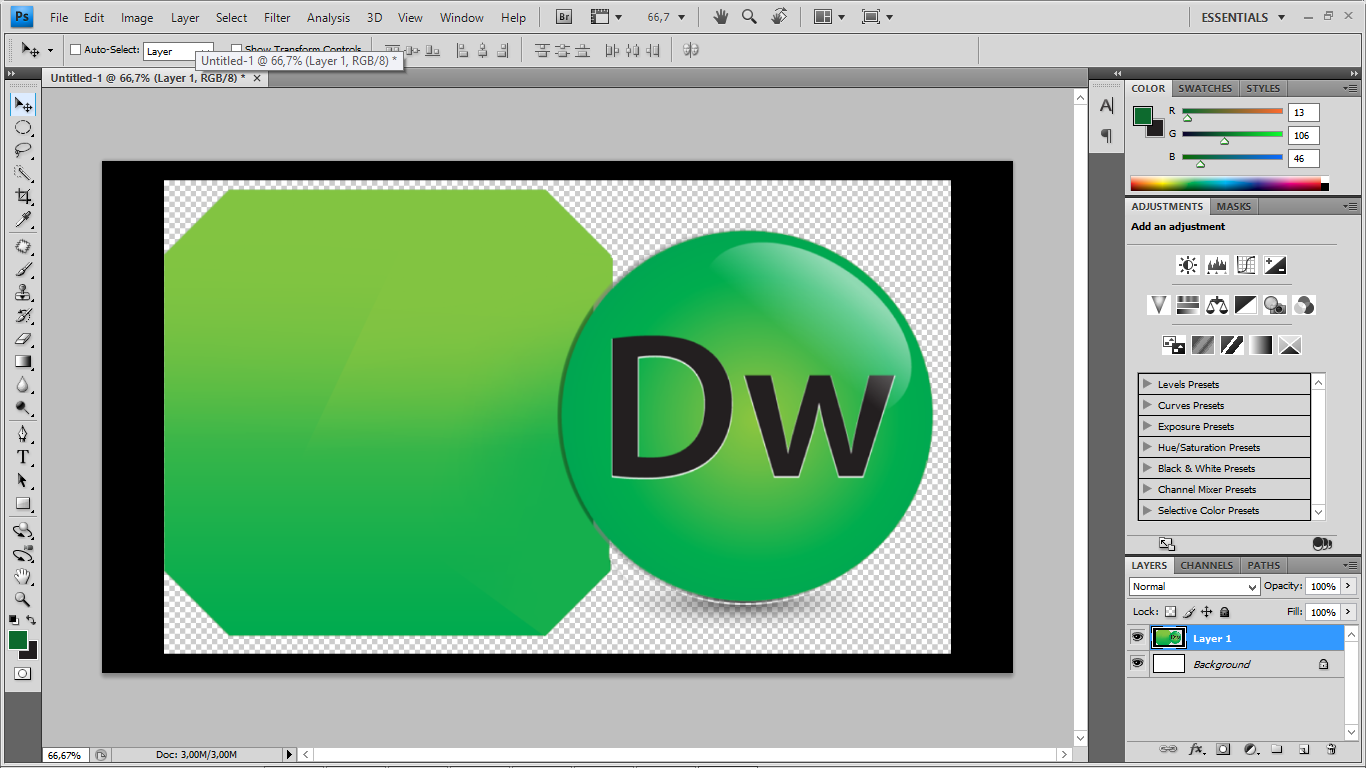 Ps File Edit Image Layer Select Filter Analysis 3D View Window Help Br 66,7 ESSENTIALS
Auto-Select: Layer Show Transform Controls
Untitled-1 @ 66,7% (Layer 1, RGB/8) *
Untitled-1 @ 66,7% (Layer 1, RGB/8) * ×
Dw
A
COLOR SWATCHES STYLES
R 13
G 106
B 46
ADJUSTMENTS MASKS
Add an adjustment
Levels Presets
Curves Presets
Exposure Presets
Hue/Saturation Presets
Black & White Presets
Channel Mixer Presets
Selective Color Presets
LAYERS CHANNELS PATHS
Normal Opacity: 100%
Lock: Fill: 100%
Layer 1
Background
T
66,67% Doc: 3,00M/3,00M
fx